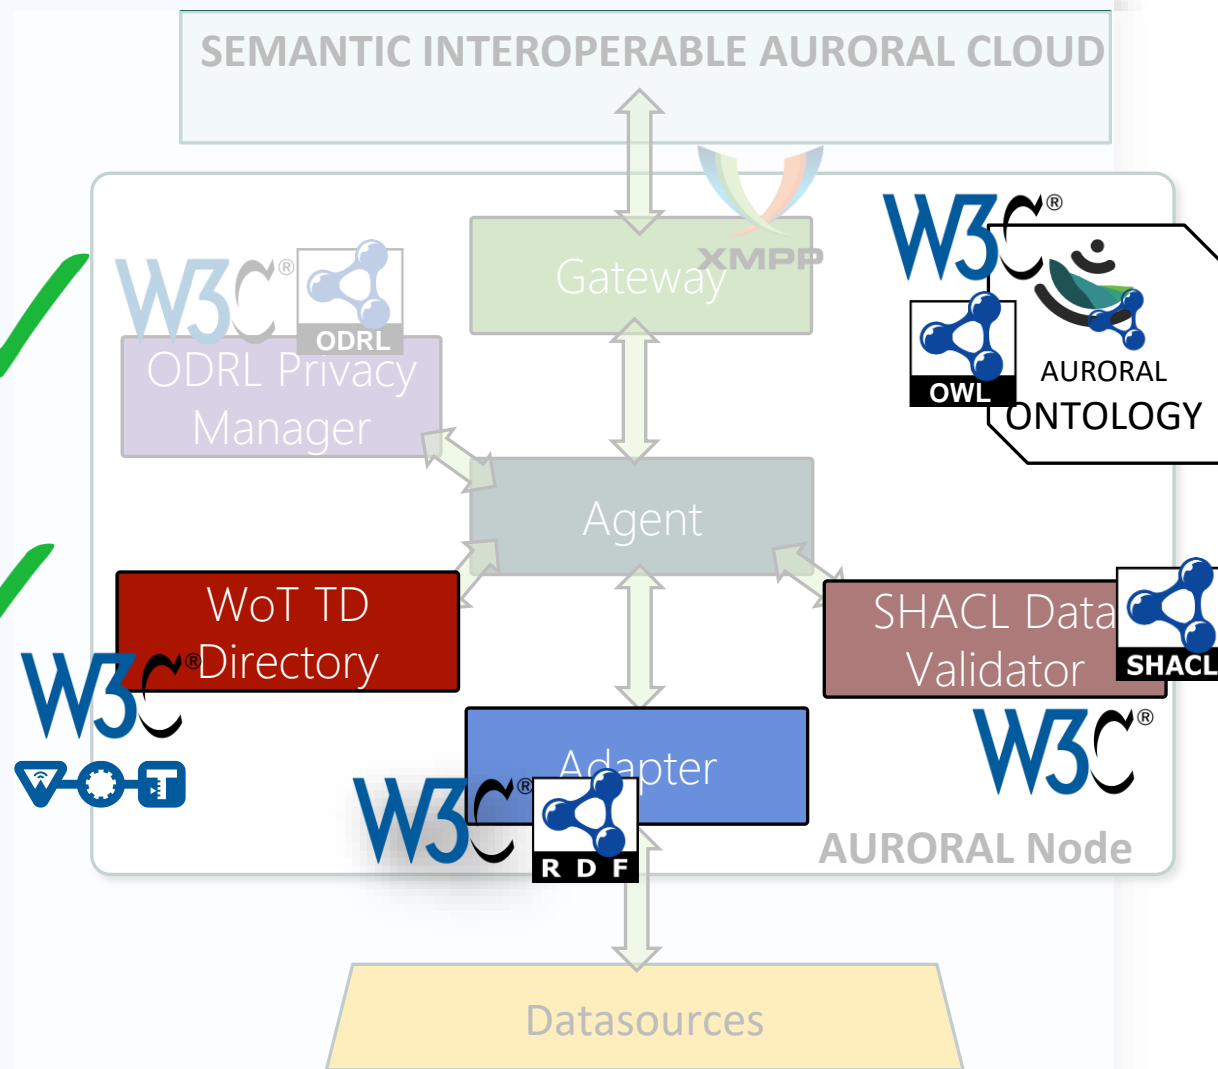 SEMANTIC INTEROPERABLE AURORAL CLOUD
XMPP
Gateway
W3C®
ODRL
ODRL Privacy
Manager
W3C®
OWL
AURORAL
ONTOLOGY
Agent
WoT TD
Directory
W3C®
WOT
SHACL Data
Validator
SHACL
W3C®
Adapter
W3C®
RDF
AURORAL Node
Datasources